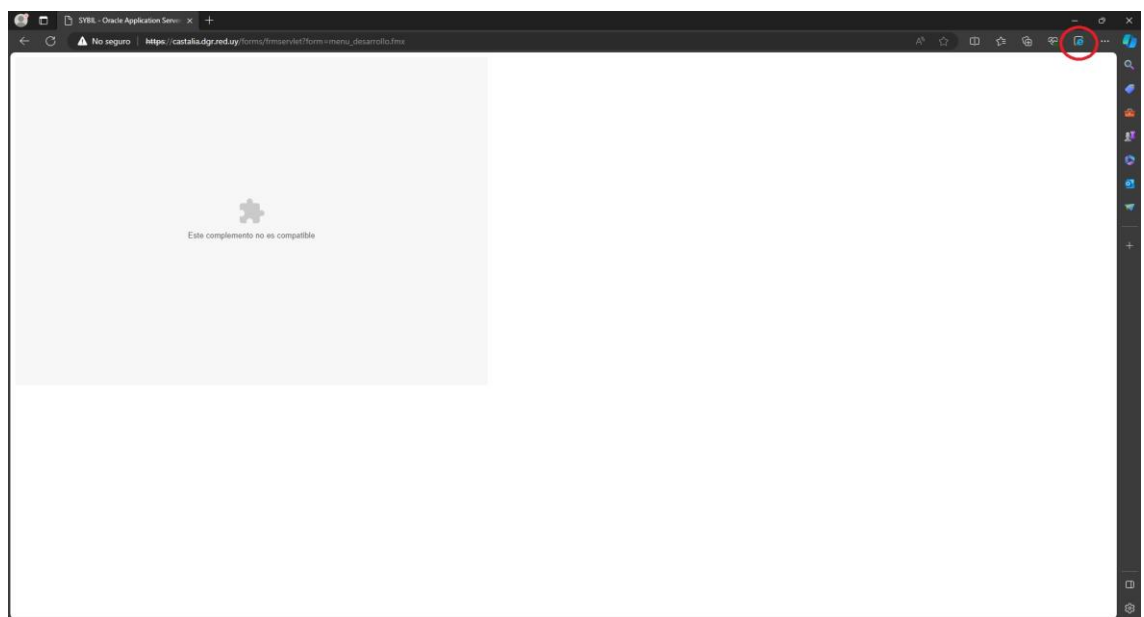 SYBIL - Oracle Application Server
No seguro https://castalia.dgr.red.uy/forms/frmservlet?form=menu_desarrollo.fmx
Este complemento no es compatible